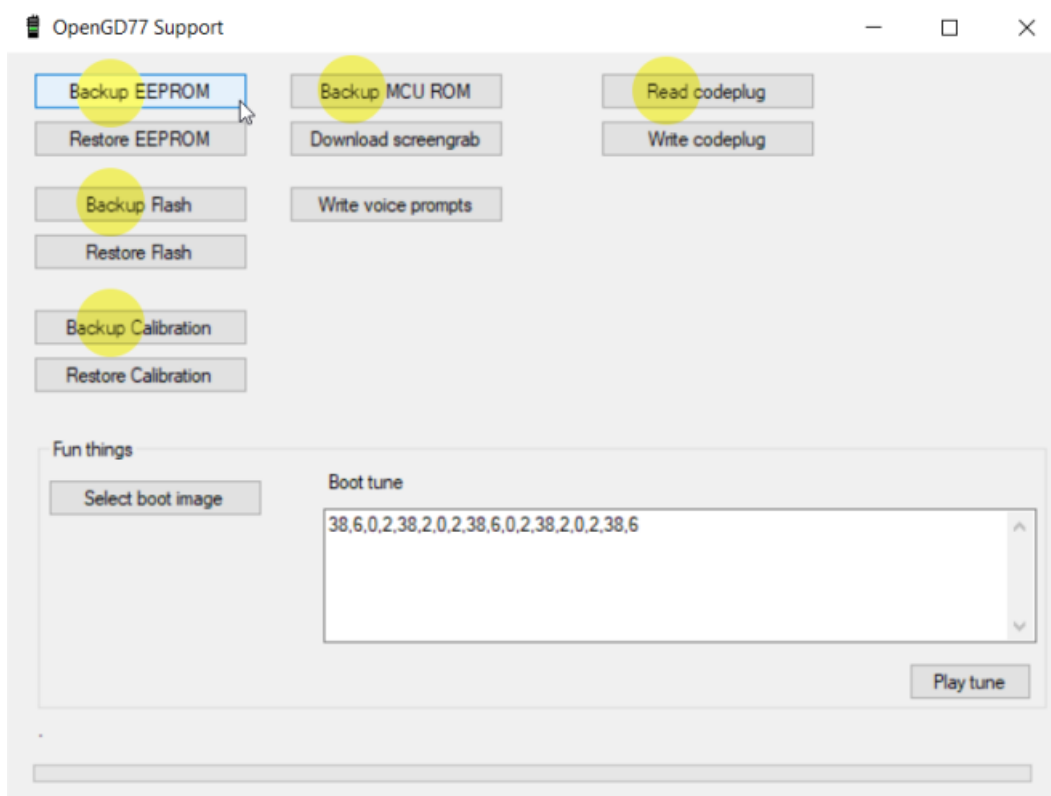 OpenGD77 Support
Backup EEPROM
Backup MCU ROM
Read codeplug
Restore EEPROM
Download screengrab
Write codeplug
Backup Flash
Write voice prompts
Restore Flash
Backup Calibration
Restore Calibration
Fun things
Select boot image
Boot tune
38,6,0,2,38,2,0,2,38,6,0,2,38,2,0,2,38,6
Play tune
.